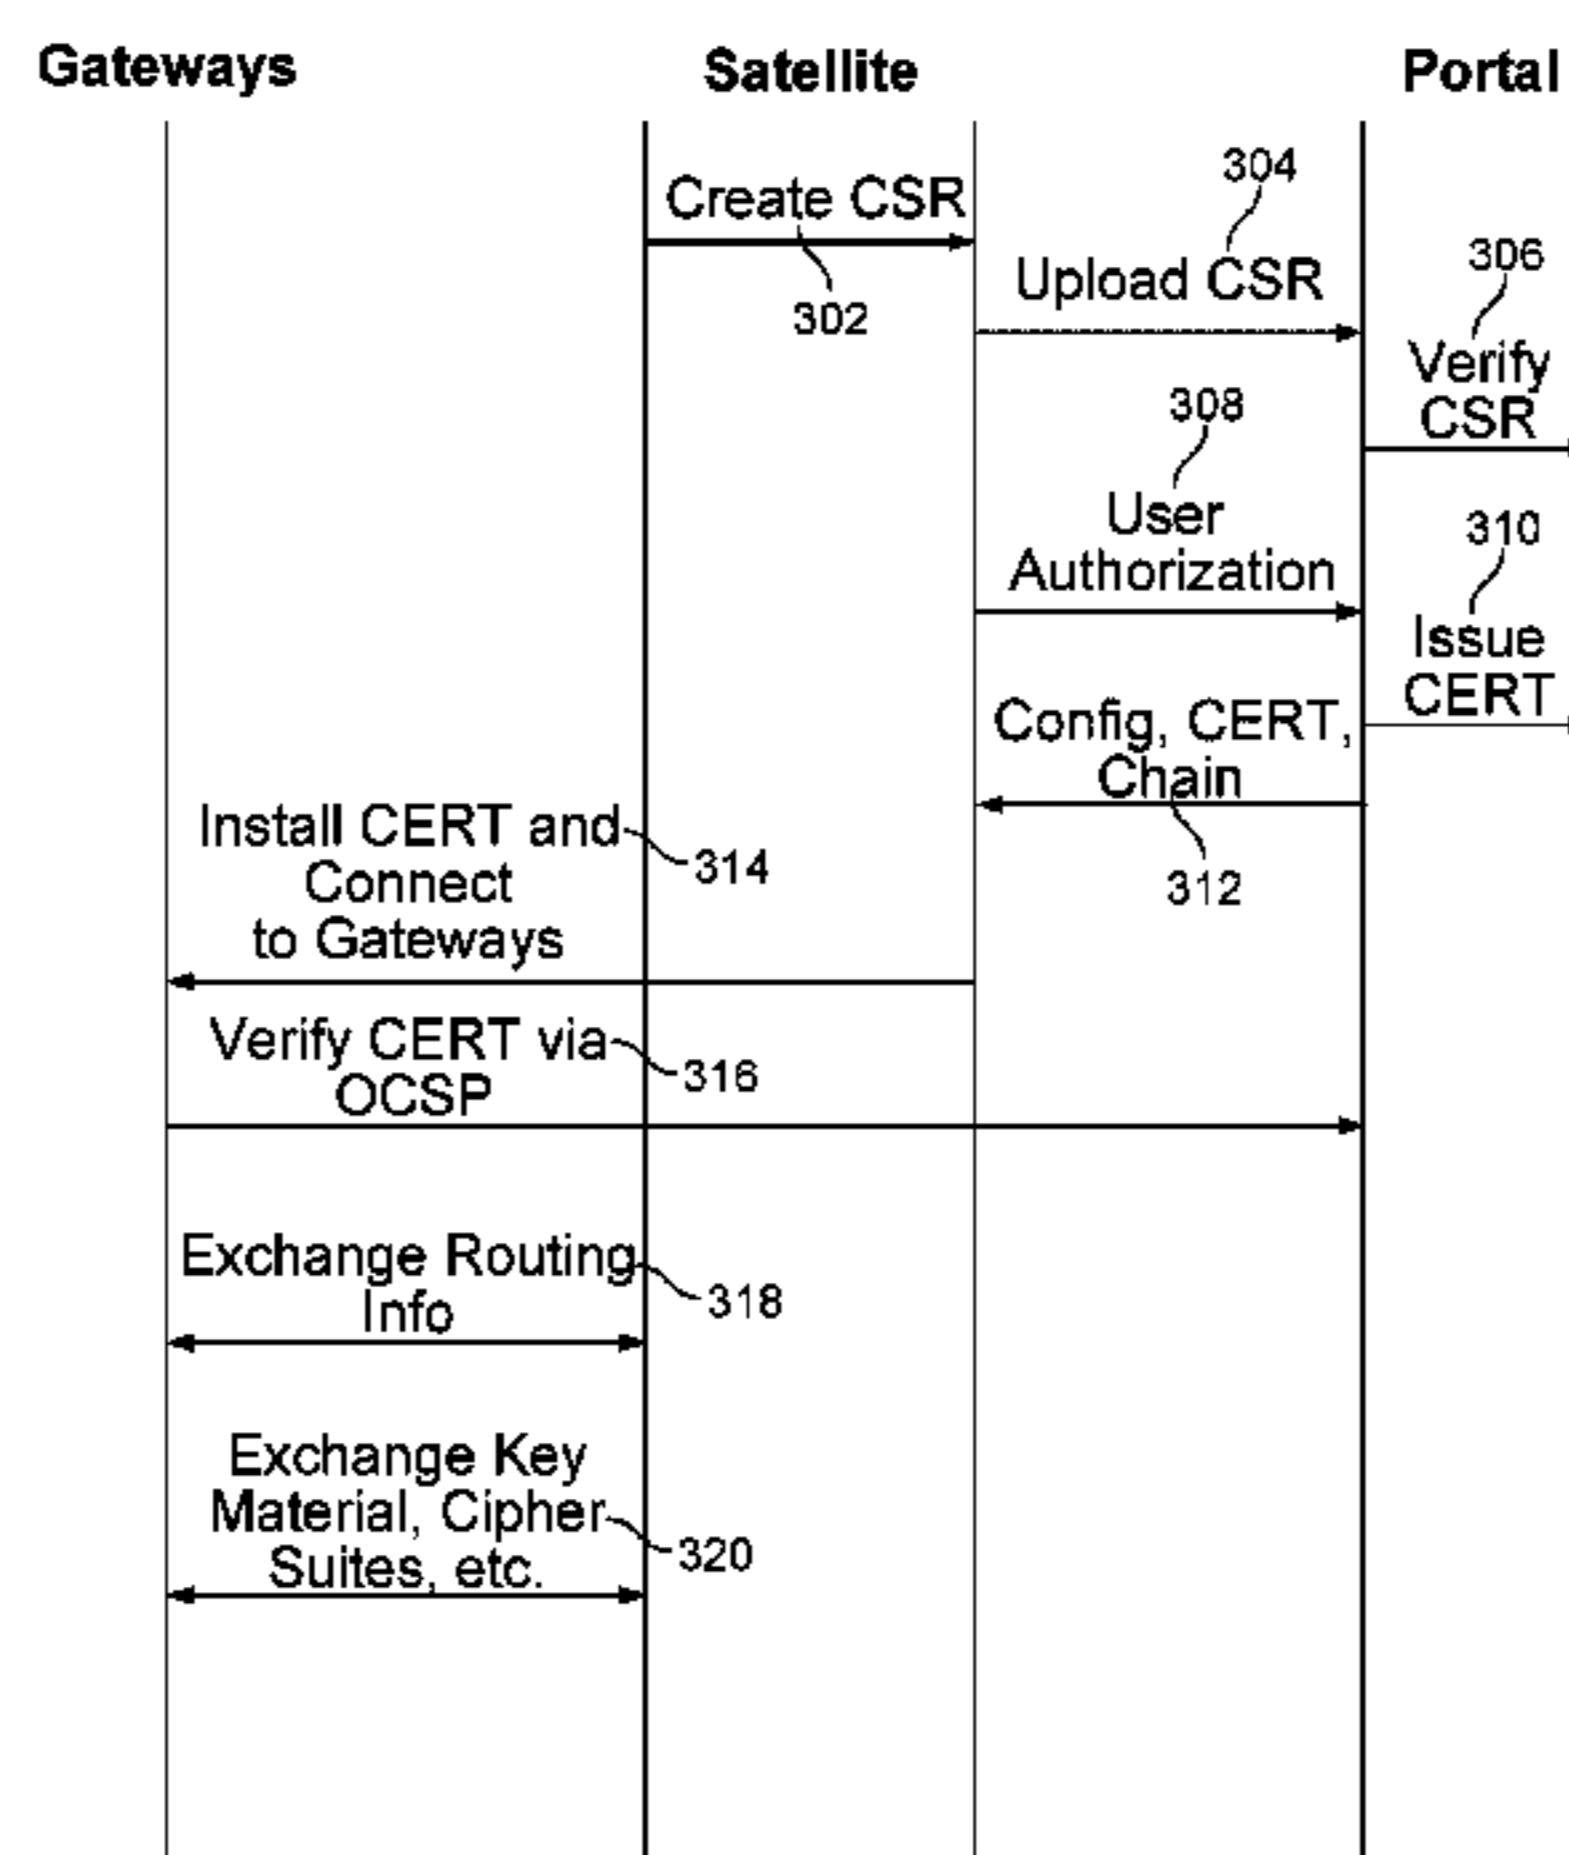 Gateways
Satellite
Portal
304
Create CSR
306
Upload CSR
302
Verify
CSR
308
User
Authorization
310
Issue
CERT
Config, CERT,
Chain
312
Install CERT and
Connect
to Gateways
314
Verify CERT via
OCSP
316
Exchange Routing
Info
318
Exchange Key
Material, Cipher
Suites, etc.
320